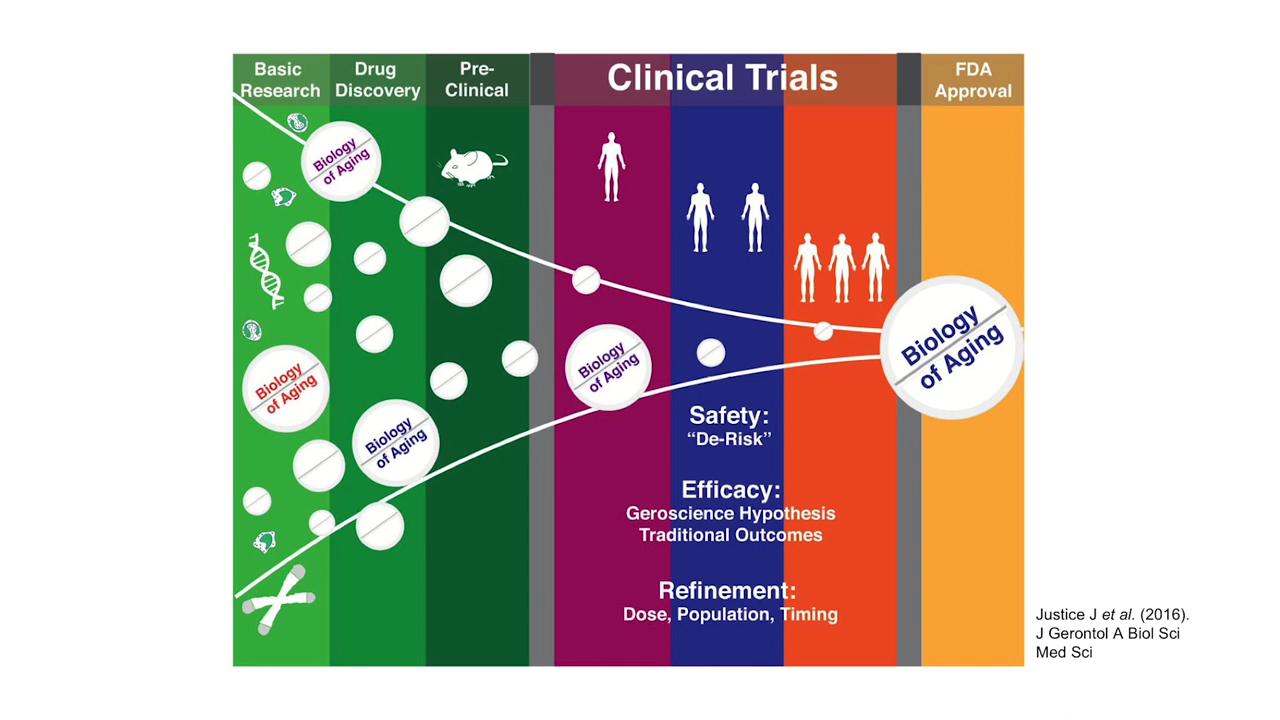 Basic
Research
Drug
Discovery
Pre-
Clinical
Clinical Trials
FDA
Approval
Biology
of Aging
Biology
of Aging
Biology
of Aging
Biology
of Aging
Biology
of Aging
Safety:
“De-Risk”
Efficacy:
Geroscience Hypothesis
Traditional Outcomes
Refinement:
Dose, Population, Timing
Justice J et al. (2016).
J Gerontol A Biol Sci
Med Sci